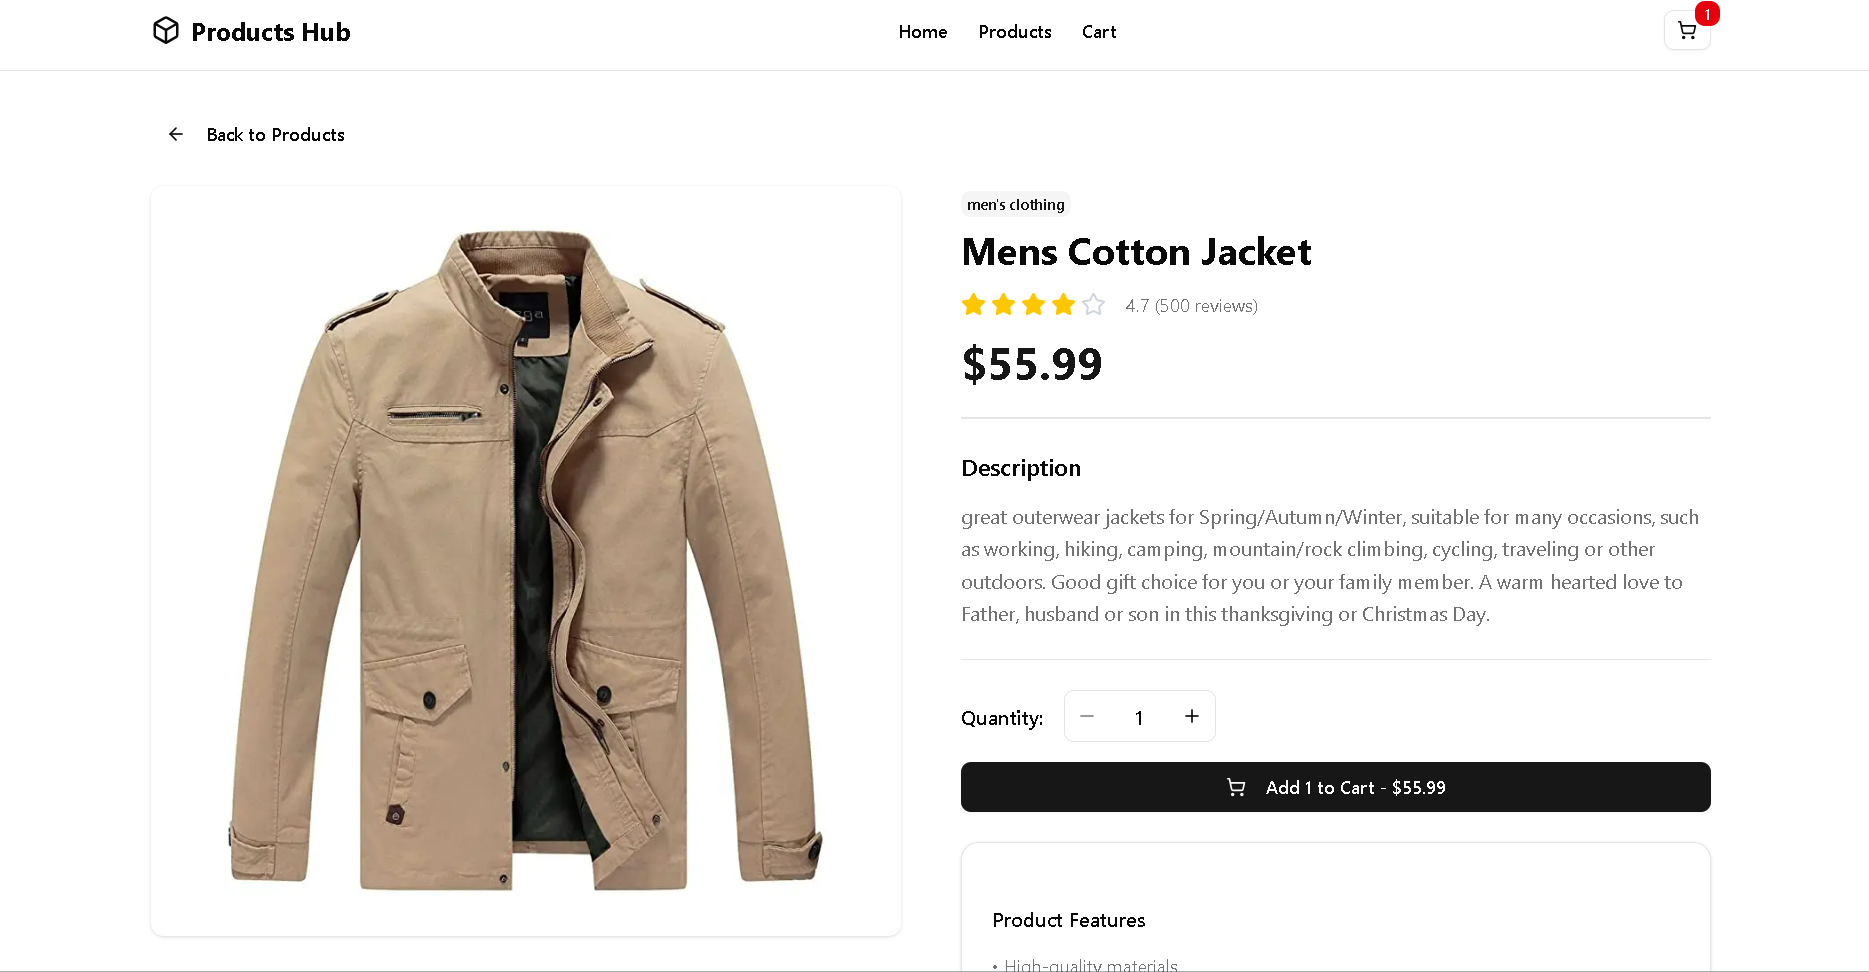 Products Hub
Home
Products
Cart
1
Back to Products
men's clothing
Mens Cotton Jacket
4.7 (500 reviews)
$55.99
Description
great outerwear jackets for Spring/Autumn/Winter, suitable for many occasions, such
as working, hiking, camping, mountain/rock climbing, cycling, traveling or other
outdoors. Good gift choice for you or your family member. A warm hearted love to
Father, husband or son in this thanksgiving or Christmas Day.
Quantity:
1
Add 1 to Cart - $55.99
Product Features
• High-quality materials